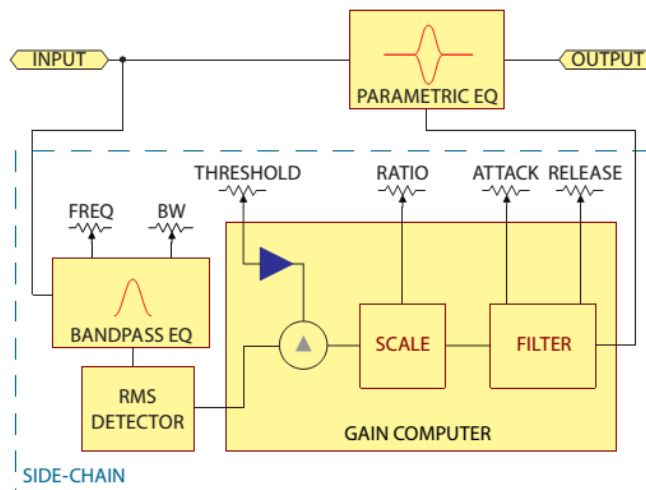 INPUT
OUTPUT
PARAMETRIC EQ
THRESHOLD
RATIO
ATTACK
RELEASE
FREQ
BW
BANDPASS EQ
SCALE
FILTER
RMS
DETECTOR
GAIN COMPUTER
SIDE-CHAIN